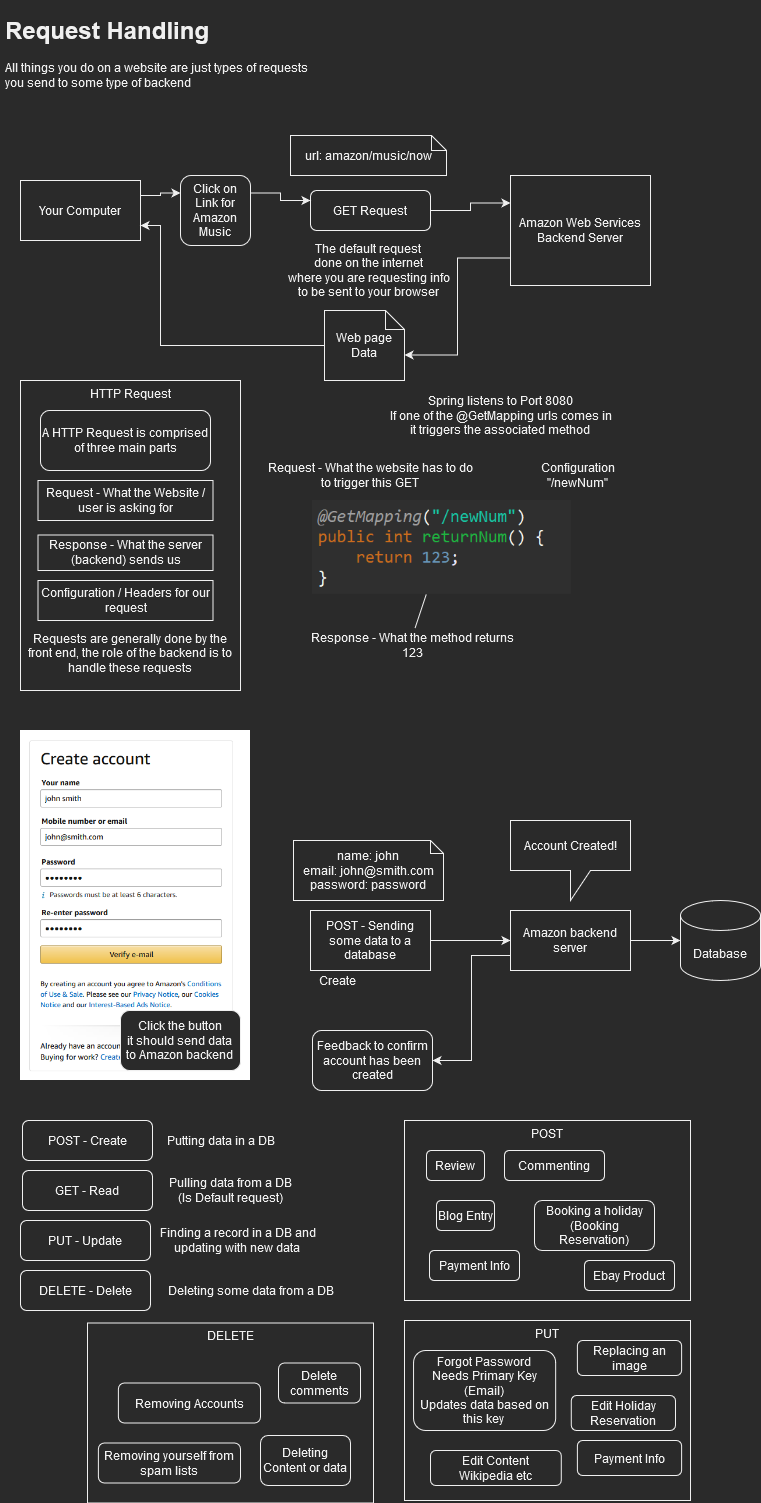 Request Handling
All things you do on a website are just types of requests
you send to some type of backend
url: amazon/music/now
Your Computer
Click on
Link for
Amazon
Music
GET Request
Amazon Web Services
Backend Server
The default request
done on the internet
where you are requesting info
to be sent to your browser
Web page
Data
HTTP Request
A HTTP Request is comprised
of three main parts
Request - What the Website /
user is asking for
Response - What the server
(backend) sends us
Configuration / Headers for our
request
Requests are generally done by the
front end, the role of the backend is to
handle these requests
Spring listens to Port 8080
If one of the @GetMapping urls comes in
it triggers the associated method
Request - What the website has to do
to trigger this GET
Configuration
"/newNum"
@GetMapping("/newNum")
public int returnNum() {
return 123;
}
Response - What the method returns
123
Create account
Your name
john smith
Mobile number or email
john@smith.com
Password
••••••••
i Passwords must be at least 6 characters.
Re-enter password
••••••••
Verify e-mail
By creating an account you agree to Amazon's Conditions
of Use & Sale. Please see our Privacy Notice, our Cookies
Notice and our Interest-Based Ads Notice.
Already have an accoun
Buying for work? Create
Click the button
it should send data
to Amazon backend
name: john
email: john@smith.com
password: password
POST - Sending
some data to a
database
Create
Account Created!
Amazon backend
server
Database
Feedback to confirm
account has been
created
POST - Create
Putting data in a DB
GET - Read
Pulling data from a DB
(Is Default request)
PUT - Update
Finding a record in a DB and
updating with new data
DELETE - Delete
Deleting some data from a DB
POST
Review
Commenting
Blog Entry
Booking a holiday
(Booking
Reservation)
Payment Info
Ebay Product
DELETE
Delete
comments
Removing Accounts
Removing yourself from
spam lists
Deleting
Content or data
PUT
Forgot Password
Needs Primary Key
(Email)
Updates data based on
this key
Replacing an
image
Edit Holiday
Reservation
Edit Content
Wikipedia etc
Payment Info